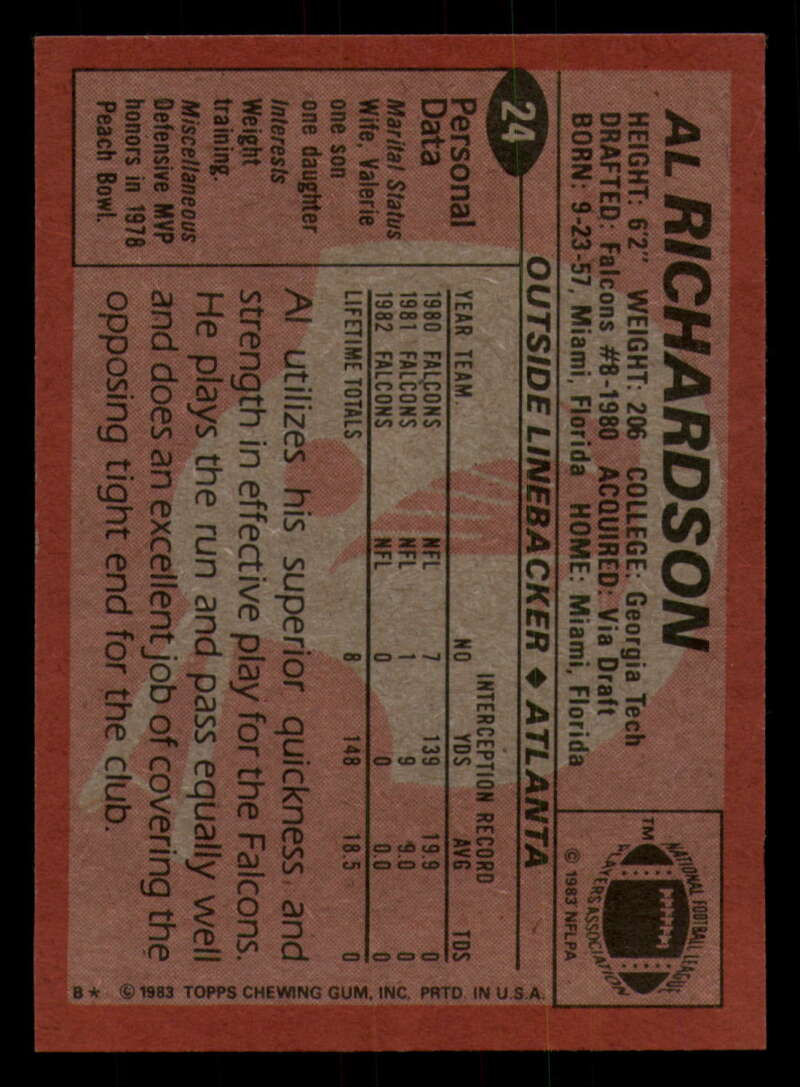 24
AL RICHARDSON
HEIGHT: 6'2" WEIGHT: 206 COLLEGE: Georgia Tech
DRAFTED: Falcons #8-1980 ACQUIRED: Via Draft
BORN: 9-23-57, Miami, Florida HOME: Miami, Florida
TM
NATIONAL FOOTBALL LEAGUE
PLAYERS ASSOCIATION
© 1983 NFLPA
OUTSIDE LINEBACKER ♦ ATLANTA
Personal
Data
Marital Status
Wife, Valerie
one son
one daughter
Interests
Weight
training.
Miscellaneous
Defensive MVP
honors in 1978
Peach Bowl.
INTERCEPTION RECORD
YEAR TEAM. NO YDS AVG TDS
1980 FALCONS NFL 7 139 19.9 0
1981 FALCONS NFL 1 9 9.0 0
1982 FALCONS NFL 0 0 0.0 0
LIFETIME TOTALS 8 148 18.5 0
Al utilizes his superior quickness and
strength in effective play for the Falcons.
He plays the run and pass equally well
and does an excellent job of covering the
opposing tight end for the club.
B* © 1983 TOPPS CHEWING GUM, INC. PRTD. IN U.S.A.